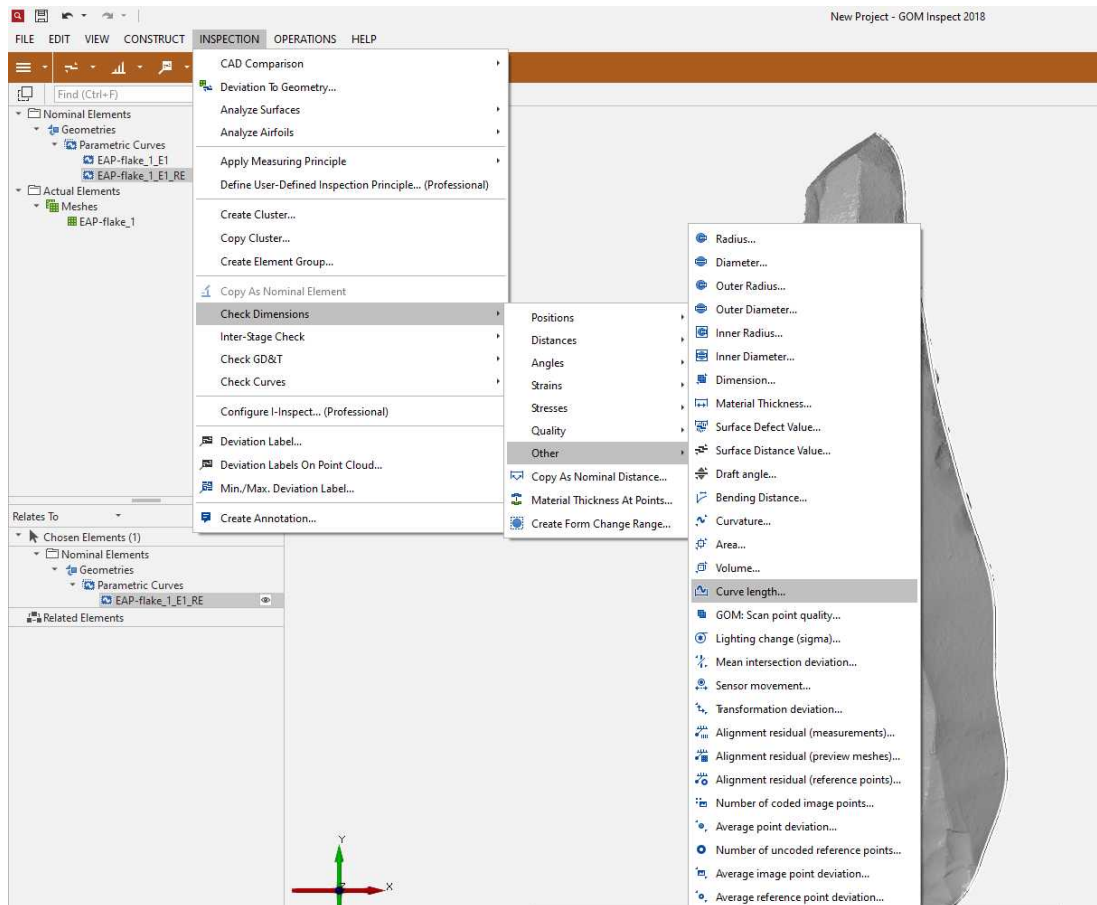 New Project - GOM Inspect 2018
FILE EDIT VIEW CONSTRUCT INSPECTION OPERATIONS HELP
Find (Ctrl+F)
Nominal Elements
Geometries
Parametric Curves
EAP-flake_1_E1
EAP-flake_1_E1_RE
Actual Elements
Meshes
EAP-flake_1
Relates To
Chosen Elements (1)
Nominal Elements
Geometries
Parametric Curves
EAP-flake_1_E1_RE
Related Elements
CAD Comparison
Deviation To Geometry...
Analyze Surfaces
Analyze Airfoils
Apply Measuring Principle
Define User-Defined Inspection Principle... (Professional)
Create Cluster...
Copy Cluster...
Create Element Group...
Copy As Nominal Element
Check Dimensions
Inter-Stage Check
Check GD&T
Check Curves
Configure I-Inspect... (Professional)
Deviation Label...
Deviation Labels On Point Cloud...
Min./Max. Deviation Label...
Create Annotation...
Positions
Distances
Angles
Strains
Stresses
Quality
Other
Copy As Nominal Distance...
Material Thickness At Points...
Create Form Change Range...
Radius...
Diameter...
Outer Radius...
Outer Diameter...
Inner Radius...
Inner Diameter...
Dimension...
Material Thickness...
Surface Defect Value...
Surface Distance Value...
Draft angle...
Bending Distance...
Curvature...
Area...
Volume...
Curve length...
GOM: Scan point quality...
Lighting change (sigma)...
Mean intersection deviation...
Sensor movement...
Transformation deviation...
Alignment residual (measurements)...
Alignment residual (preview meshes)...
Alignment residual (reference points)...
Number of coded image points...
Average point deviation...
Number of uncoded reference points...
Average image point deviation...
Average reference point deviation...
Y
Z
X